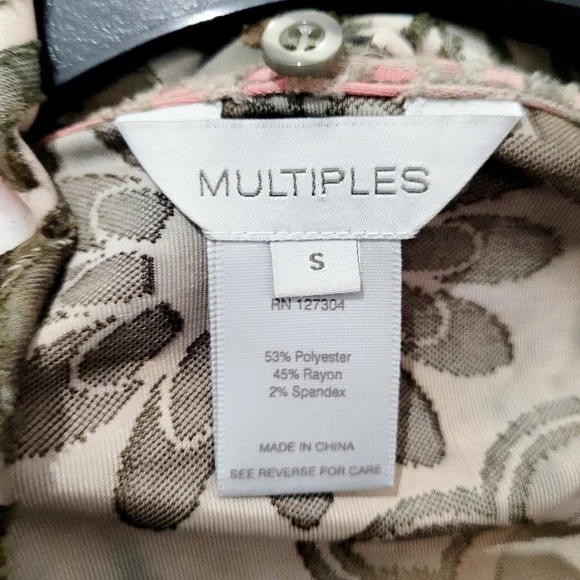 MULTIPLES
S
RN 127304
53% Polyester
45% Rayon
2% Spandex
MADE IN CHINA
SEE REVERSE FOR CARE